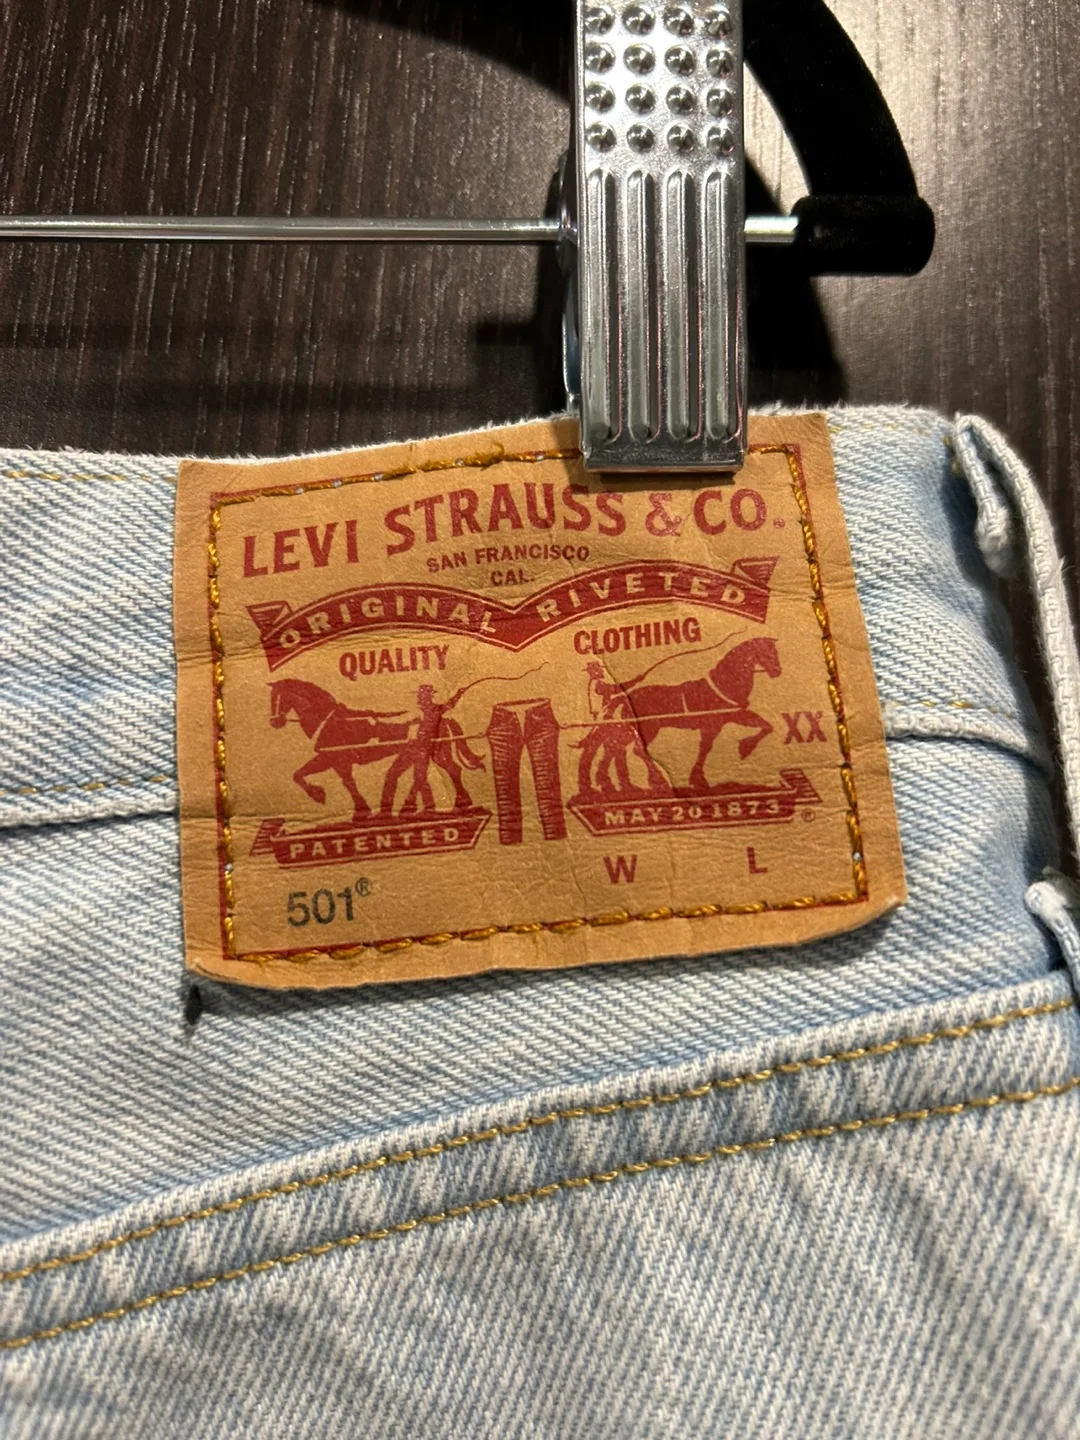 LEVI STRAUSS & CO.
SAN FRANCISCO
CAL.
ORIGINAL RIVETED
QUALITY CLOTHING
XX
PATENTED MAY 20 1873 ®
W L
501®